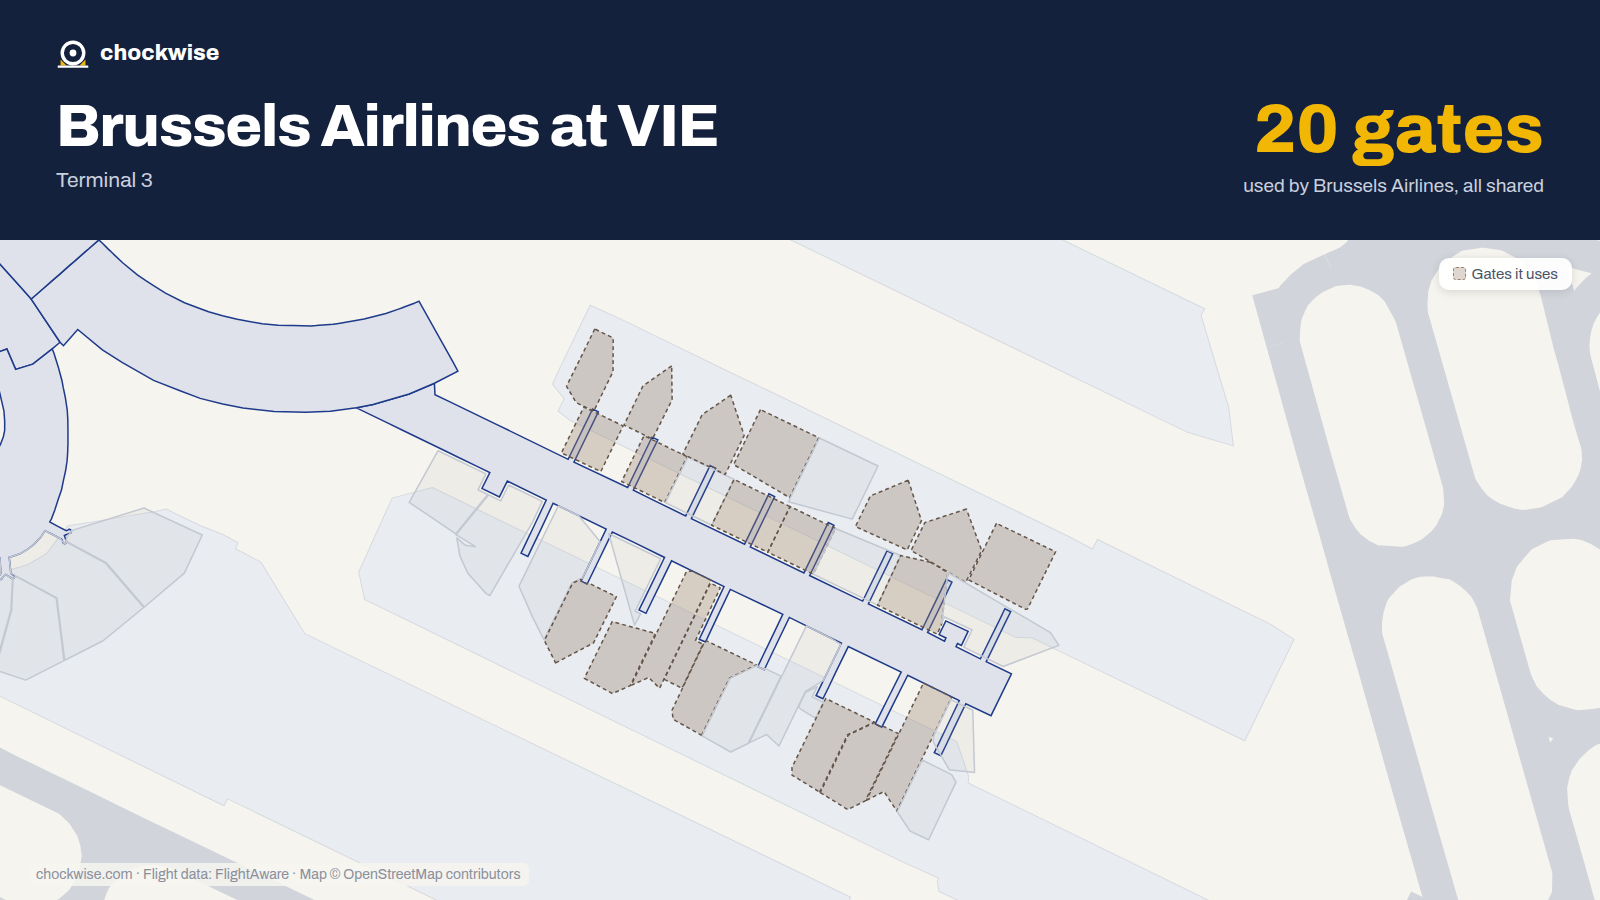 chockwise
Brussels Airlines at VIE
Terminal 3
20 gates
used by Brussels Airlines, all shared
Gates it uses
chockwise.com · Flight data: FlightAware · Map © OpenStreetMap contributors